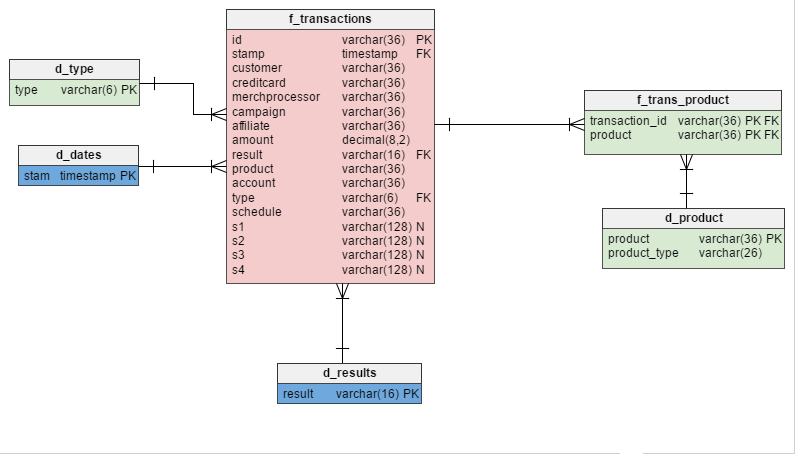 f_transactions
id varchar(36) PK
stamp timestamp FK
customer varchar(36)
creditcard varchar(36)
merchprocessor varchar(36)
campaign varchar(36)
affiliate varchar(36)
amount decimal(8,2)
result varchar(16) FK
product varchar(36)
account varchar(36)
type varchar(6) FK
schedule varchar(36)
s1 varchar(128) N
s2 varchar(128) N
s3 varchar(128) N
s4 varchar(128) N
d_type
type varchar(6) PK
d_dates
stam timestamp PK
f_trans_product
transaction_id varchar(36) PK FK
product varchar(36) PK FK
d_product
product varchar(36) PK
product_type varchar(26)
d_results
result varchar(16) PK